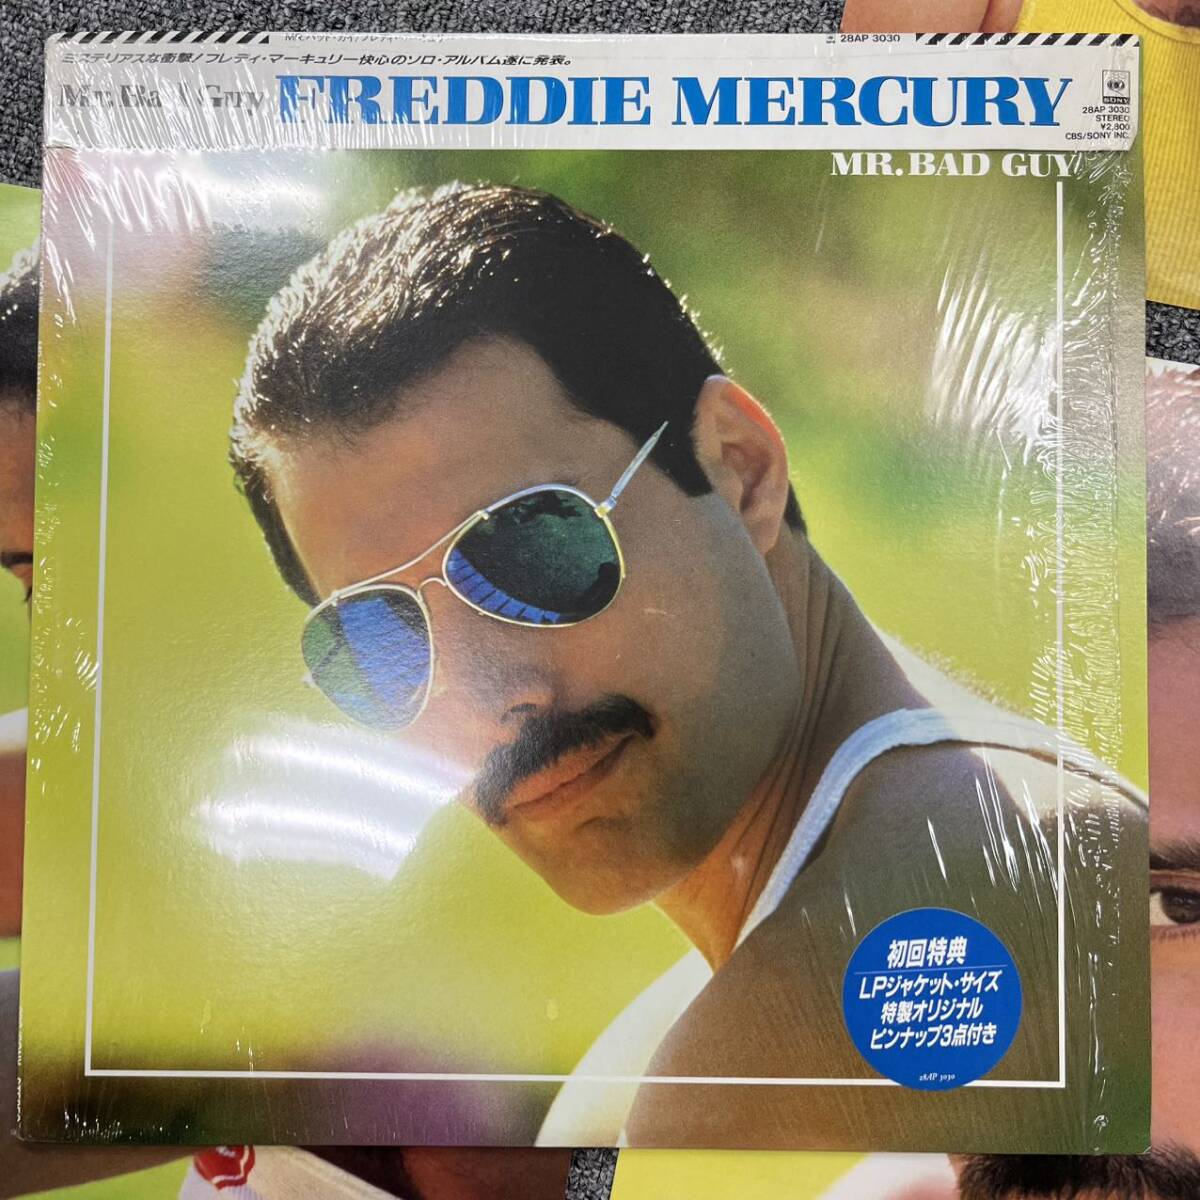 28AP 3030
ミステリアスな衝撃!フレディ・マーキュリー快心のソロ・アルバム遂に発表。
Mr. Bad Guy FREDDIE MERCURY
CBS
SONY
28AP 3030
STEREO
¥2,800
CBS/SONY INC.
MR. BAD GUY
初回特典
LPジャケット・サイズ
特製オリジナル
ピンナップ3点付き
28AP 3030